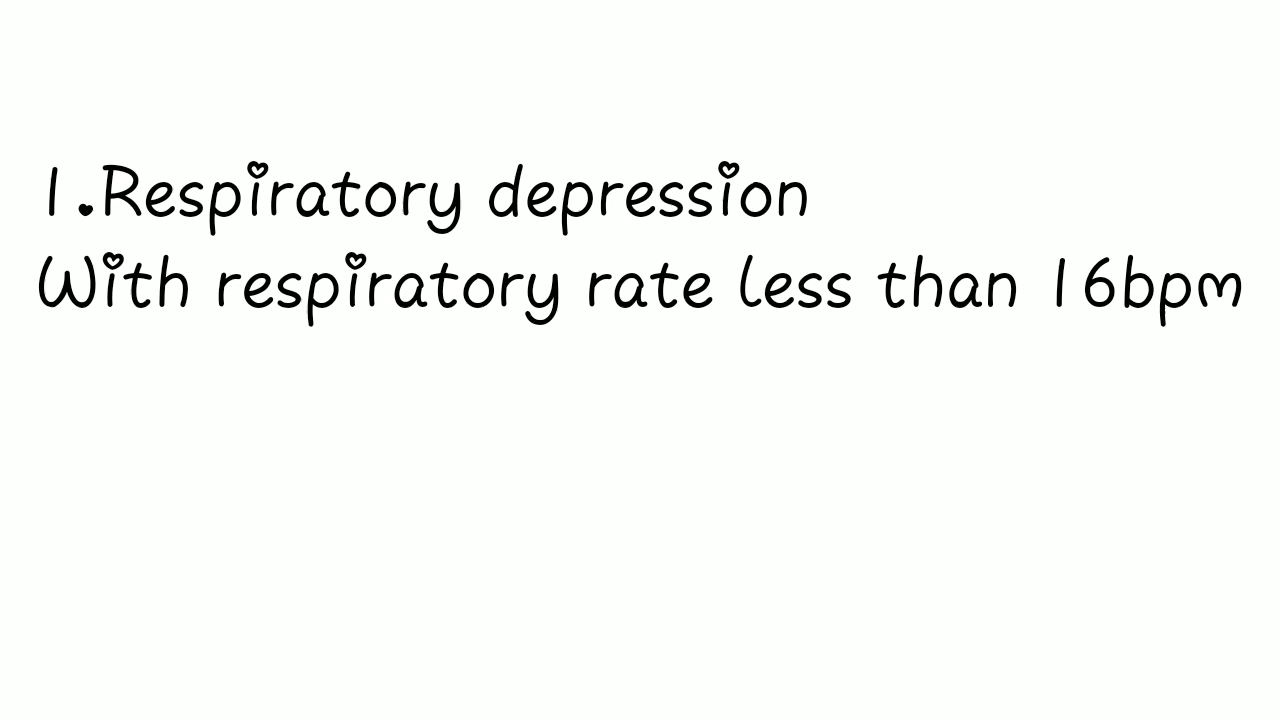 1.Respiratory depression
With respiratory rate less than 16bpm